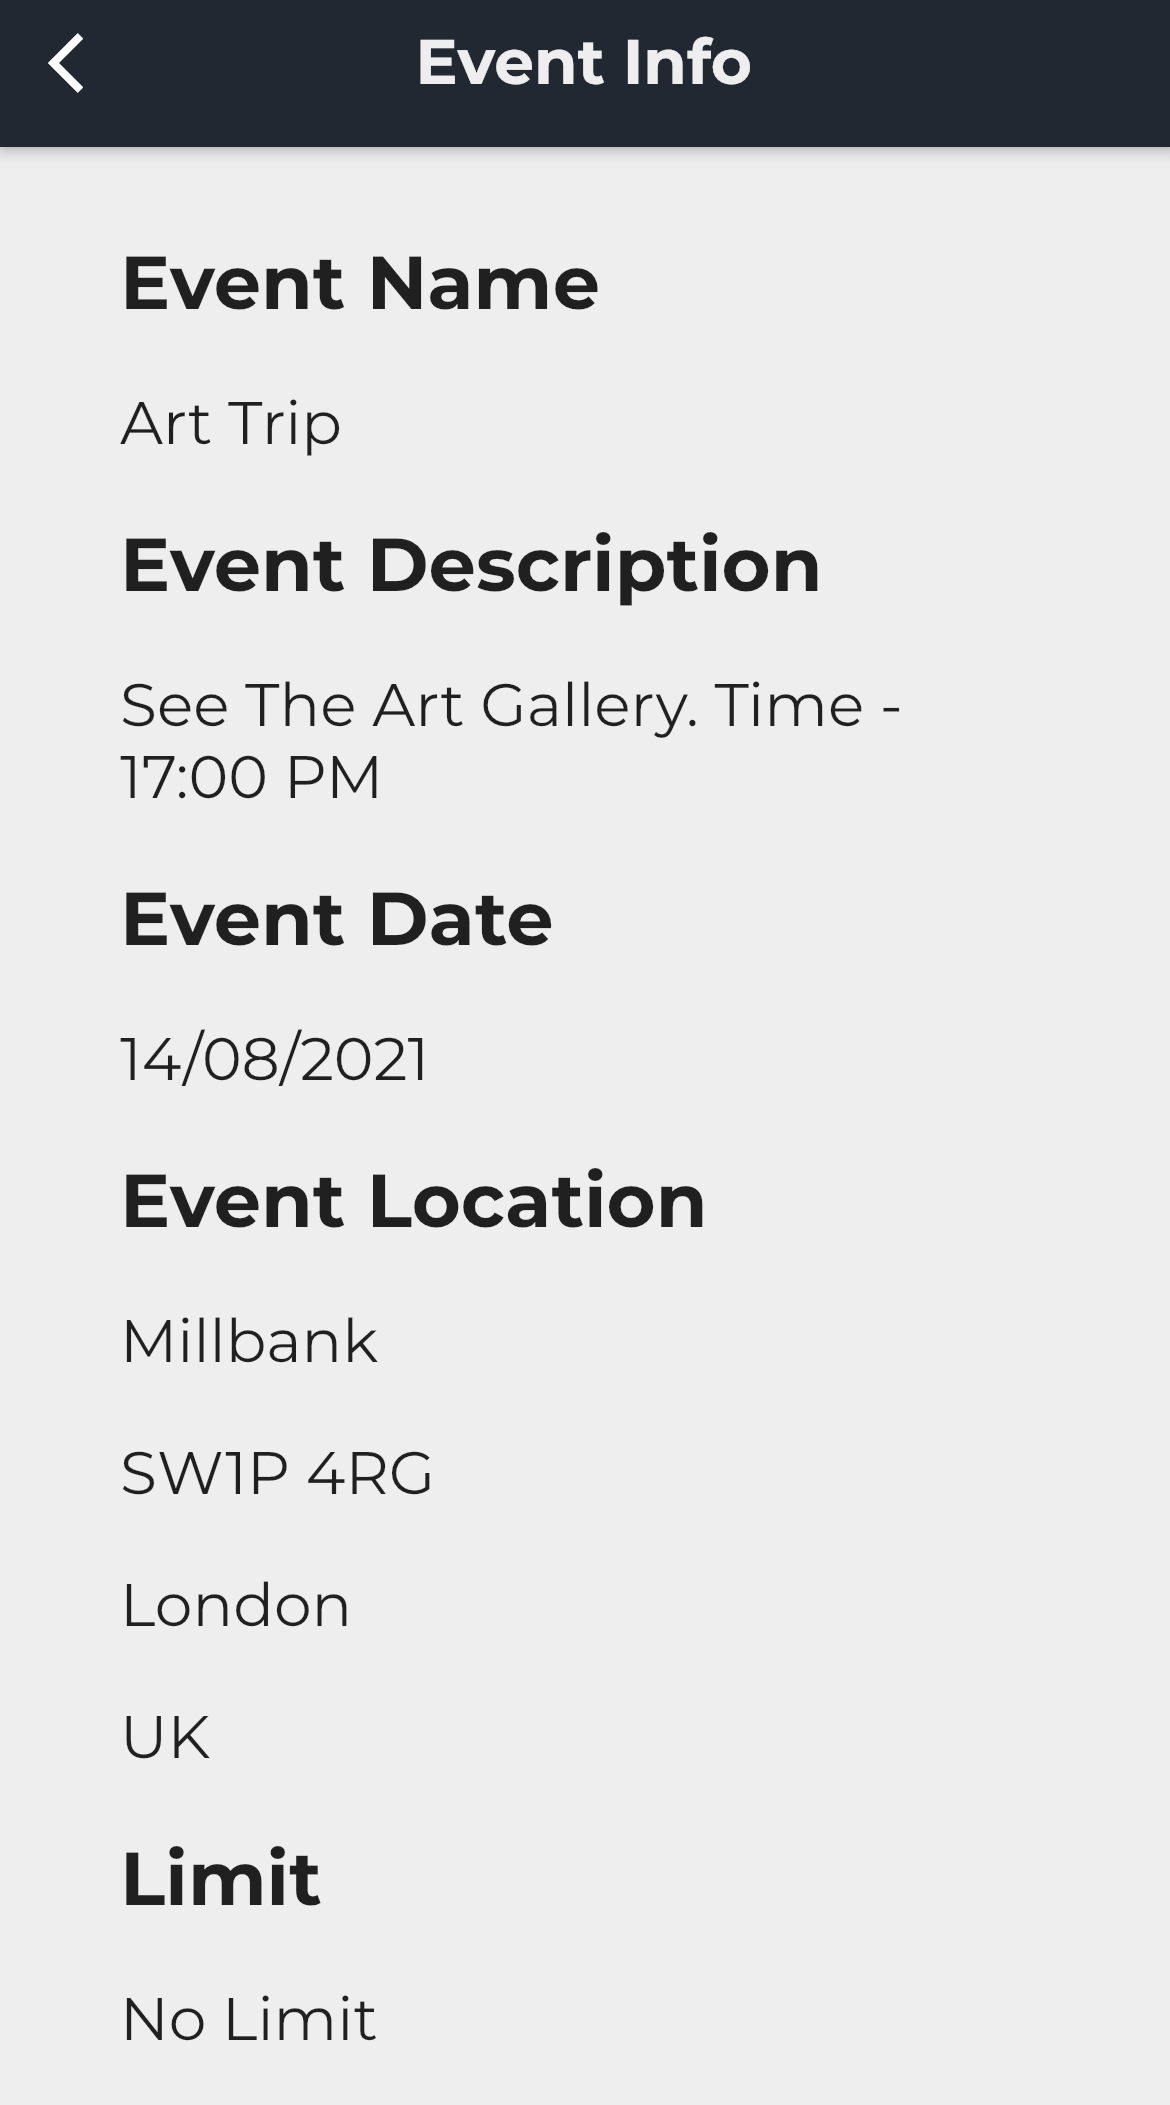 Event Info
Event Name
Art Trip
Event Description
See The Art Gallery. Time -
17:00 PM
Event Date
14/08/2021
Event Location
Millbank
SW1P 4RG
London
UK
Limit
No Limit